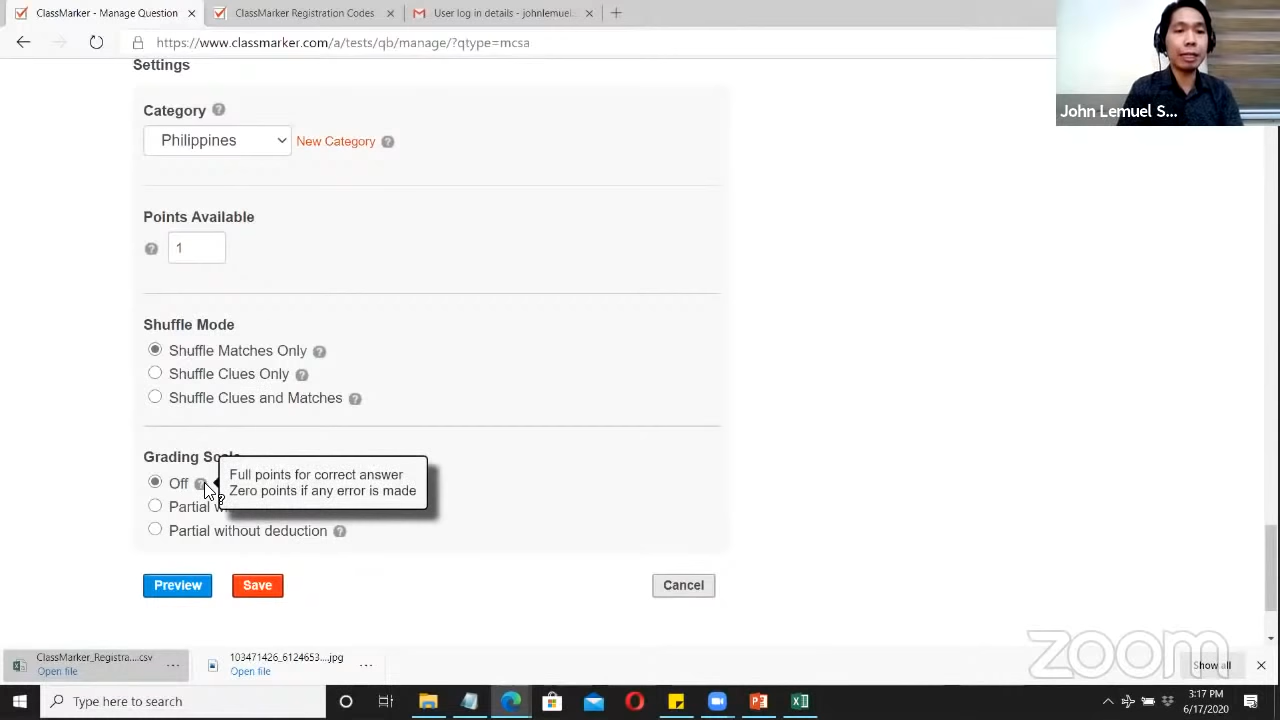 ClassMarker - Manage Question
ClassMarker Registration Codes
User log in details - johnlemuel
https://www.classmarker.com/a/tests/qb/manage/?qtype=mcsa
John Lemuel S...
Settings
Category
Philippines
New Category
Points Available
1
Shuffle Mode
Shuffle Matches Only
Shuffle Clues Only
Shuffle Clues and Matches
Grading Sc
Full points for correct answer
Zero points if any error is made
Off
Partial w
Partial without deduction
Preview
Save
Cancel
zoom
ClassMarker_Registra....csv
Open file
103471426_6124653....jpg
Open file
Show all
Type here to search
3:17 PM
6/17/2020